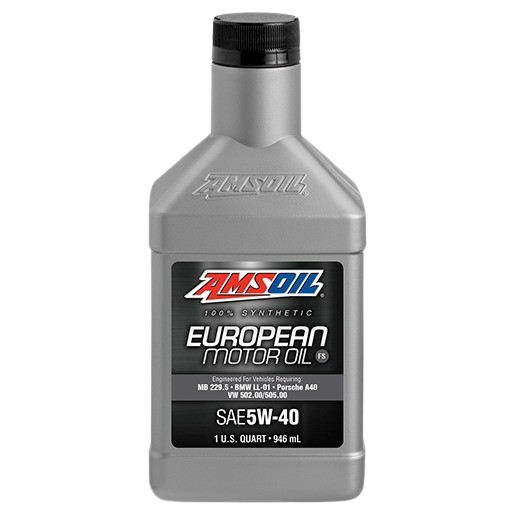 AMSOIL®
AMSOIL®
100% SYNTHETIC
EUROPEAN
MOTOR OIL FS
Engineered For Vehicles Requiring:
MB 229.5 • BMW LL-01 • Porsche A40
VW 502.00/505.00
SAE5W-40
1 U.S. QUART • 946 mL